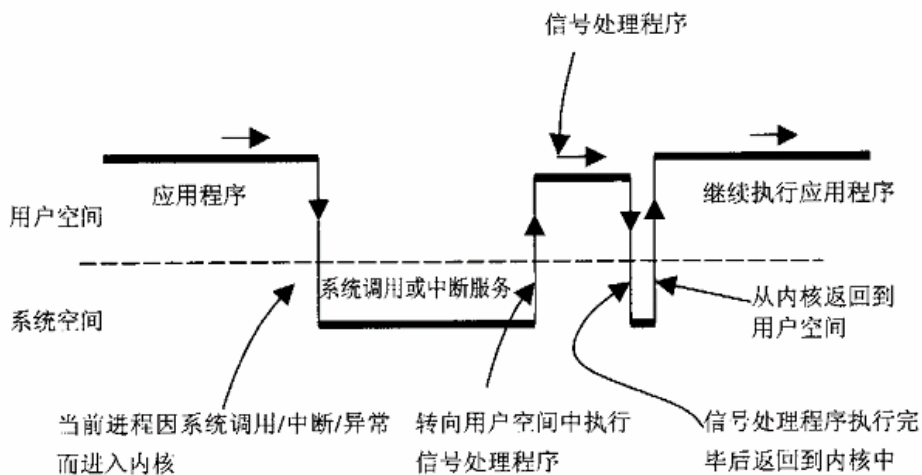 信号处理程序
应用程序
继续执行应用程序
用户空间
系统调用或中断服务
系统空间
从内核返回到
用户空间
当前进程因系统调用/中断/异常
而进入内核
转向用户空间中执行
信号处理程序
信号处理程序执行完
毕后返回到内核中